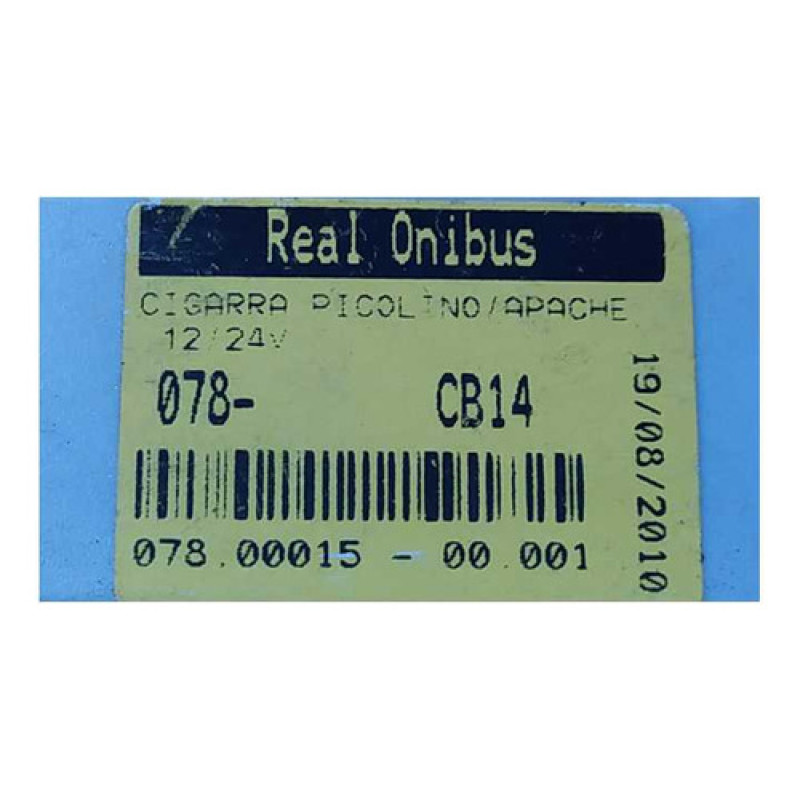 Real Onibus
CIGARRA PICOLINO/APACHE
12/24V
078- CB14
078.00015 - 00.001
19/08/2010